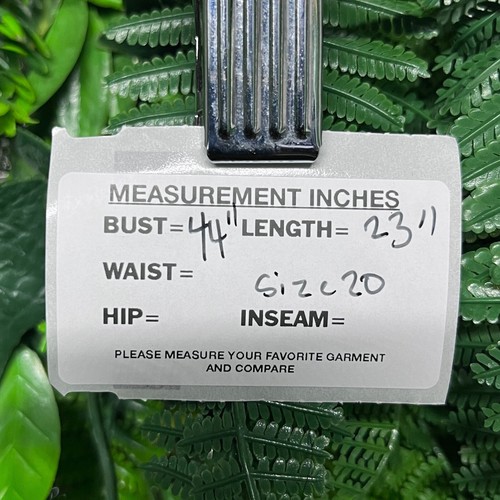 MEASUREMENT INCHES
BUST= 44" LENGTH= 23"
WAIST= Size 20
HIP= INSEAM=
PLEASE MEASURE YOUR FAVORITE GARMENT
AND COMPARE